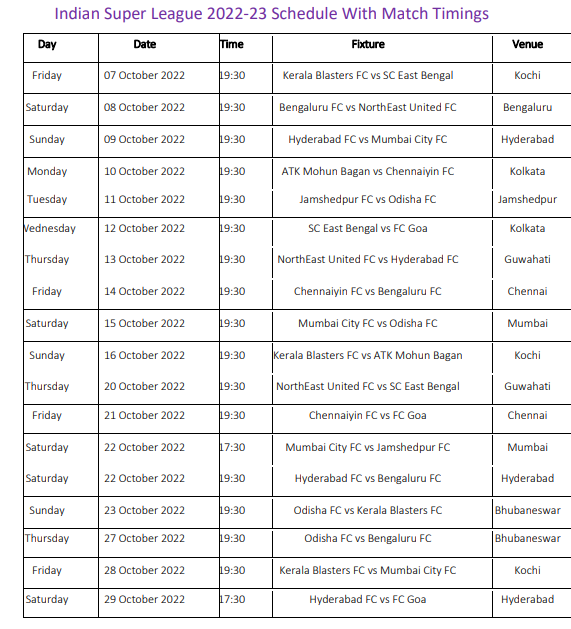 Indian Super League 2022-23 Schedule With Match Timings
Day Date Time Fixture Venue
Friday 07 October 2022 19:30 Kerala Blasters FC vs SC East Bengal Kochi
Saturday 08 October 2022 19:30 Bengaluru FC vs NorthEast United FC Bengaluru
Sunday 09 October 2022 19:30 Hyderabad FC vs Mumbai City FC Hyderabad
Monday 10 October 2022 19:30 ATK Mohun Bagan vs Chennaiyin FC Kolkata
Tuesday 11 October 2022 19:30 Jamshedpur FC vs Odisha FC Jamshedpur
Wednesday 12 October 2022 19:30 SC East Bengal vs FC Goa Kolkata
Thursday 13 October 2022 19:30 NorthEast United FC vs Hyderabad FC Guwahati
Friday 14 October 2022 19:30 Chennaiyin FC vs Bengaluru FC Chennai
Saturday 15 October 2022 19:30 Mumbai City FC vs Odisha FC Mumbai
Sunday 16 October 2022 19:30 Kerala Blasters FC vs ATK Mohun Bagan Kochi
Thursday 20 October 2022 19:30 NorthEast United FC vs SC East Bengal Guwahati
Friday 21 October 2022 19:30 Chennaiyin FC vs FC Goa Chennai
Saturday 22 October 2022 17:30 Mumbai City FC vs Jamshedpur FC Mumbai
Saturday 22 October 2022 19:30 Hyderabad FC vs Bengaluru FC Hyderabad
Sunday 23 October 2022 19:30 Odisha FC vs Kerala Blasters FC Bhubaneswar
Thursday 27 October 2022 19:30 Odisha FC vs Bengaluru FC Bhubaneswar
Friday 28 October 2022 19:30 Kerala Blasters FC vs Mumbai City FC Kochi
Saturday 29 October 2022 17:30 Hyderabad FC vs FC Goa Hyderabad